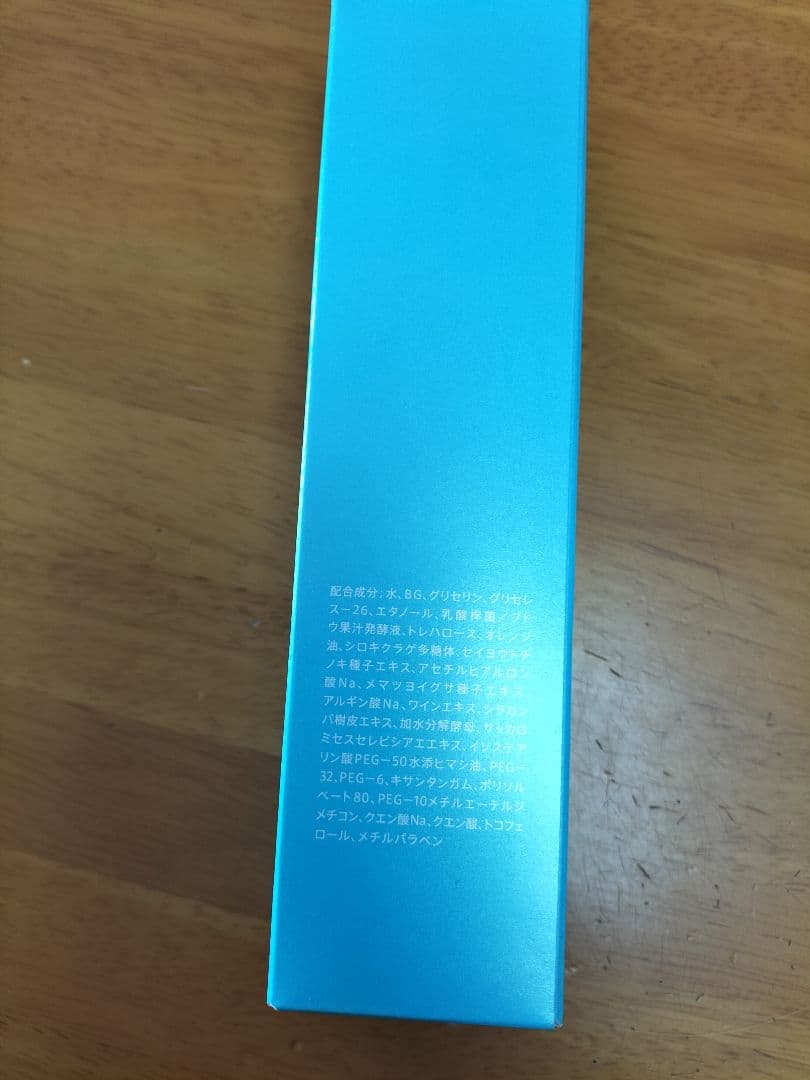 配合成分;水、BG、グリセリン、グリセレ
ス－26、エタノール、乳酸桿菌／ブド
ウ果汁発酵液、トレハロース、オレンジ
油、シロキクラゲ多糖体、セイヨウトチ
ノキ種子エキス、アセチルヒアルロン
酸Na、メマツヨイグサ種子エキス、
アルギン酸Na、ワインエキス、シラカン
バ樹皮エキス、加水分解酵母、サッカロ
ミセスセレビシアエエキス、イソステア
リン酸PEG－50水添ヒマシ油、PEG－
32、PEG－6、キサンタンガム、ポリソル
ベート80、PEG－10メチルエーテルジ
メチコン、クエン酸Na、クエン酸、トコフェ
ロール、メチルパラベン